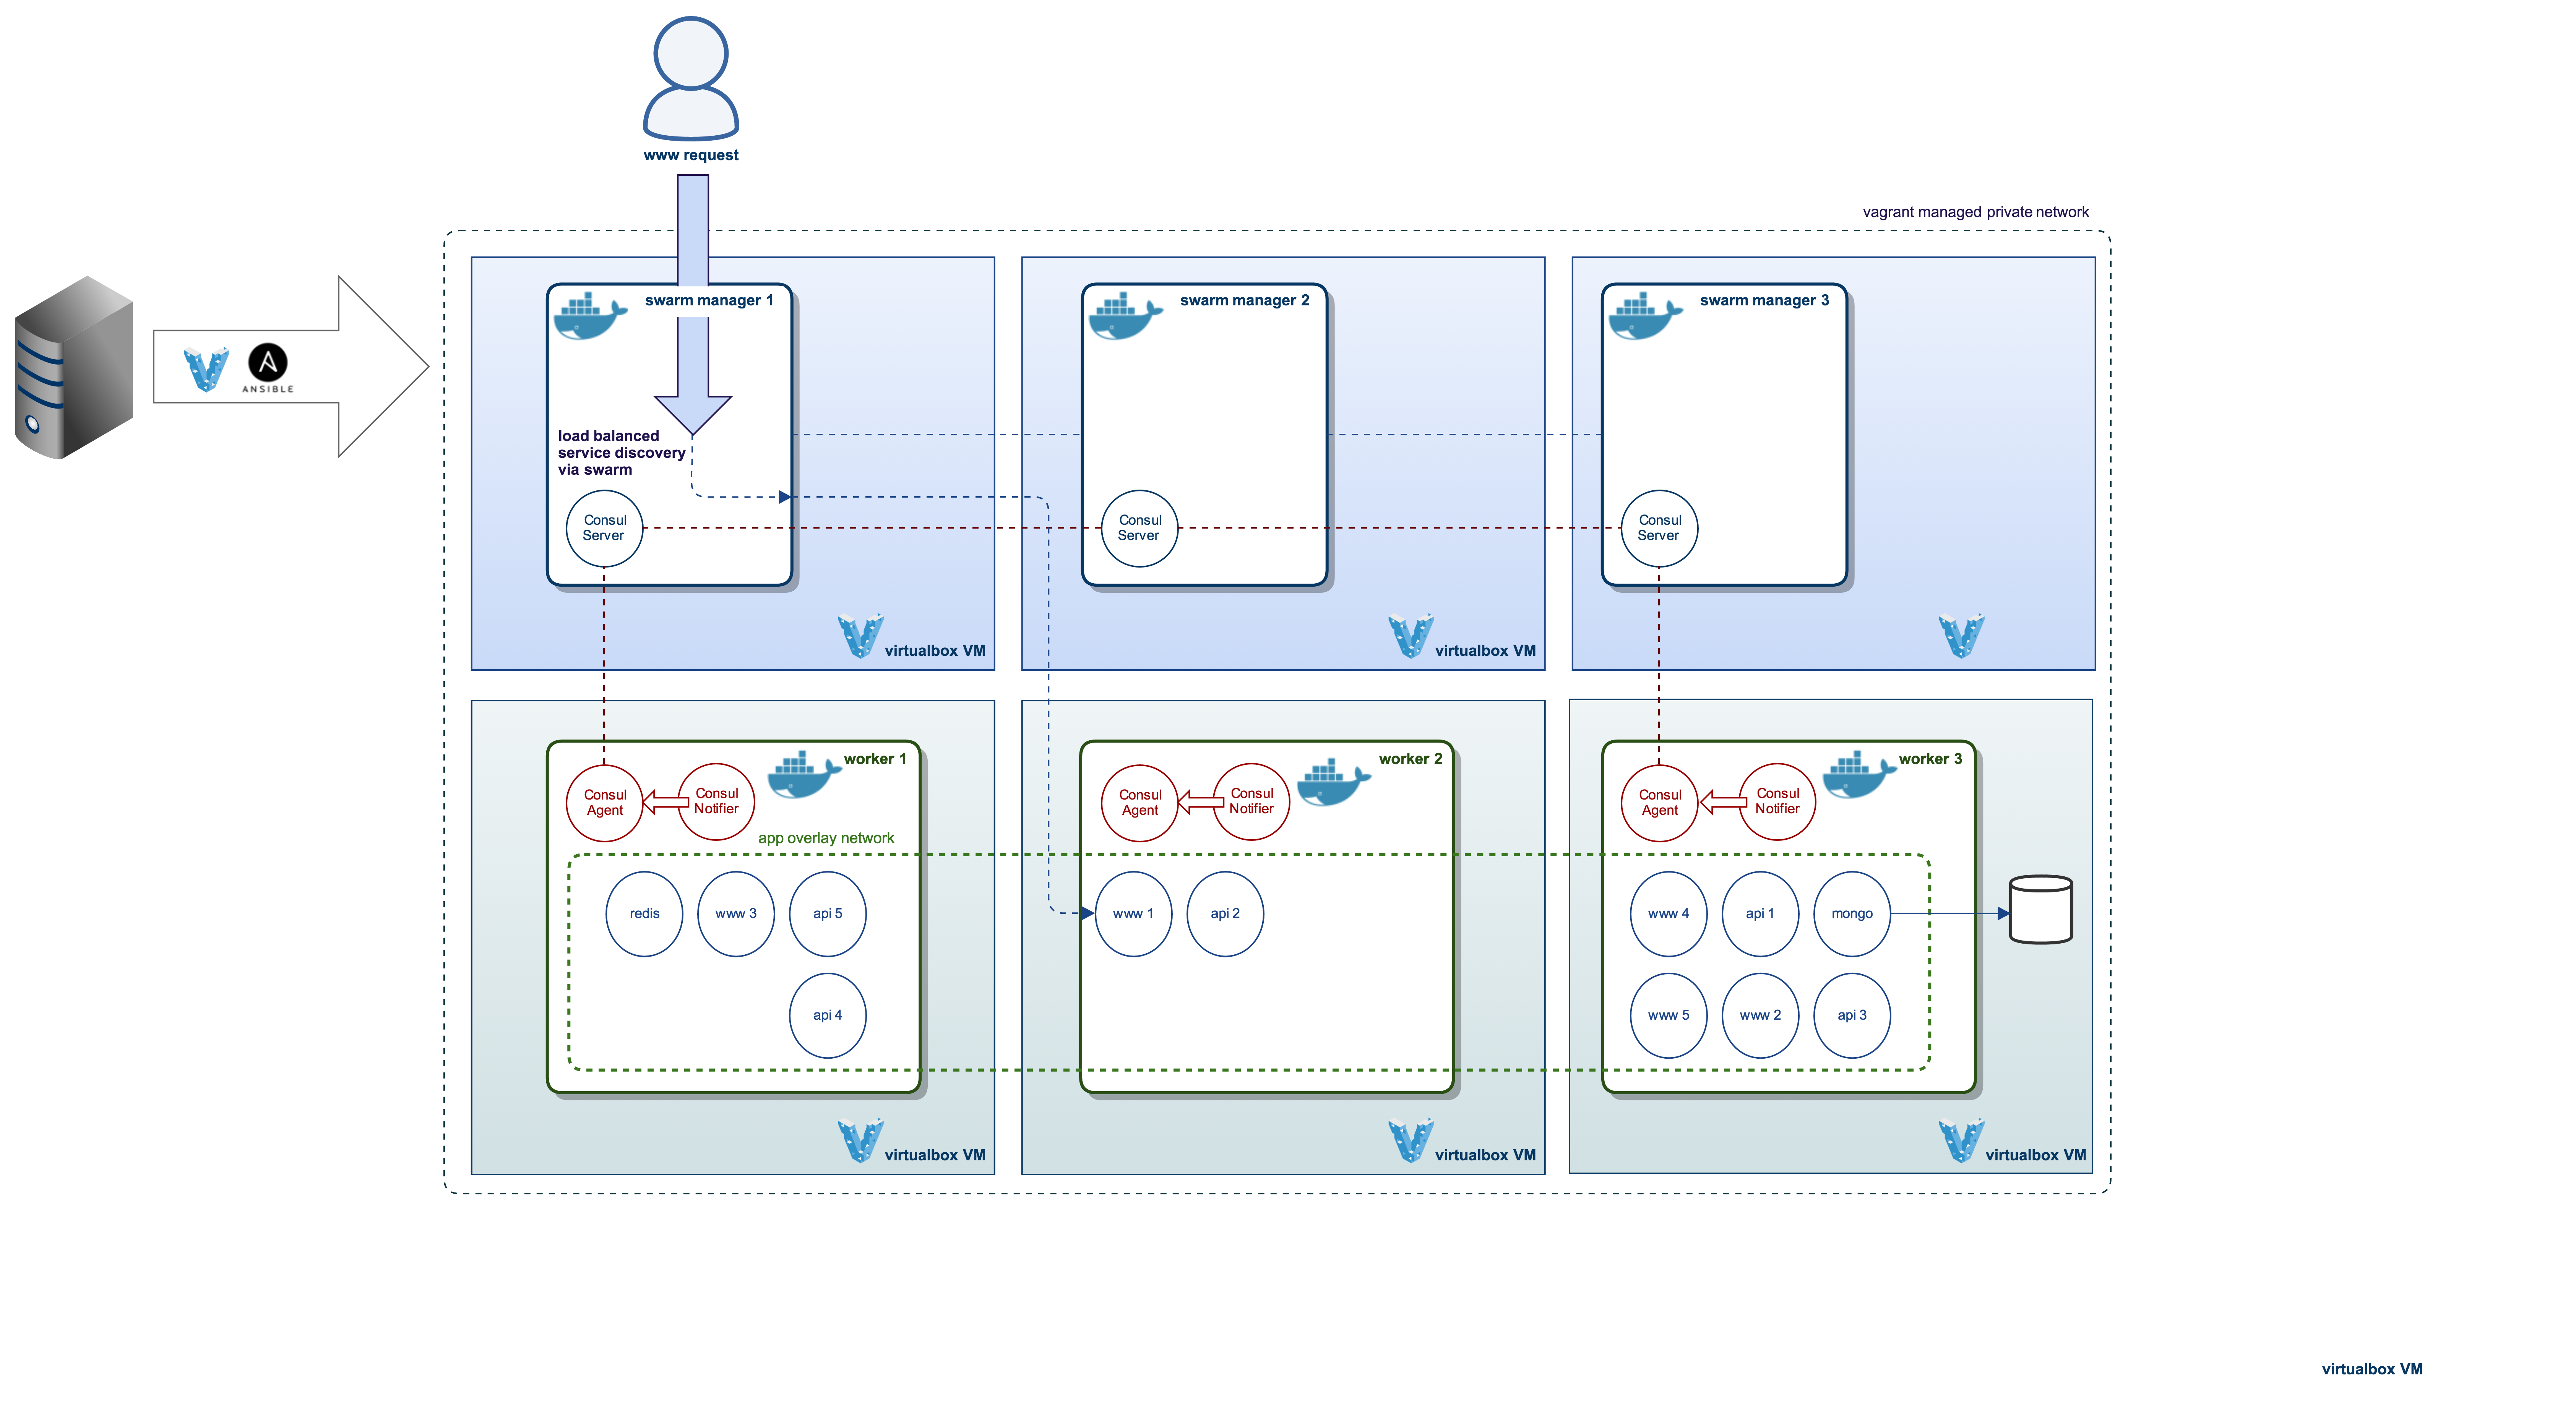 www request
vagrant managed private network
swarm manager 1
swarm manager 2
swarm manager 3
ANSIBLE
load balanced
service discovery
via swarm
Consul
Server
Consul
Server
Consul
Server
virtualbox VM
virtualbox VM
worker 1
Consul
Agent
Consul
Notifier
worker 2
Consul
Agent
Consul
Notifier
worker 3
Consul
Agent
Consul
Notifier
app overlay network
redis
www 3
api 5
www 1
api 2
www 4
api 1
mongo
api 4
www 5
www 2
api 3
virtualbox VM
virtualbox VM
virtualbox VM
virtualbox VM